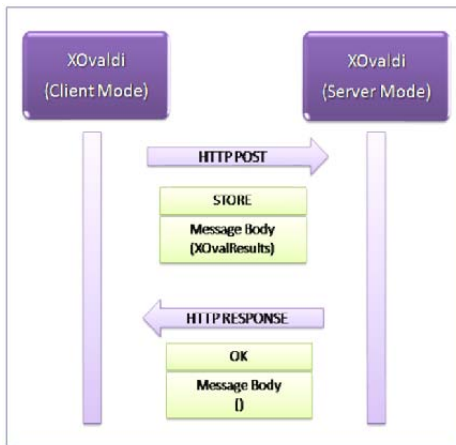 XOvaldi
(Client Mode)
XOvaldi
(Server Mode)
HTTP POST
STORE
Message Body
(XOvalResults)
HTTP RESPONSE
OK
Message Body
()